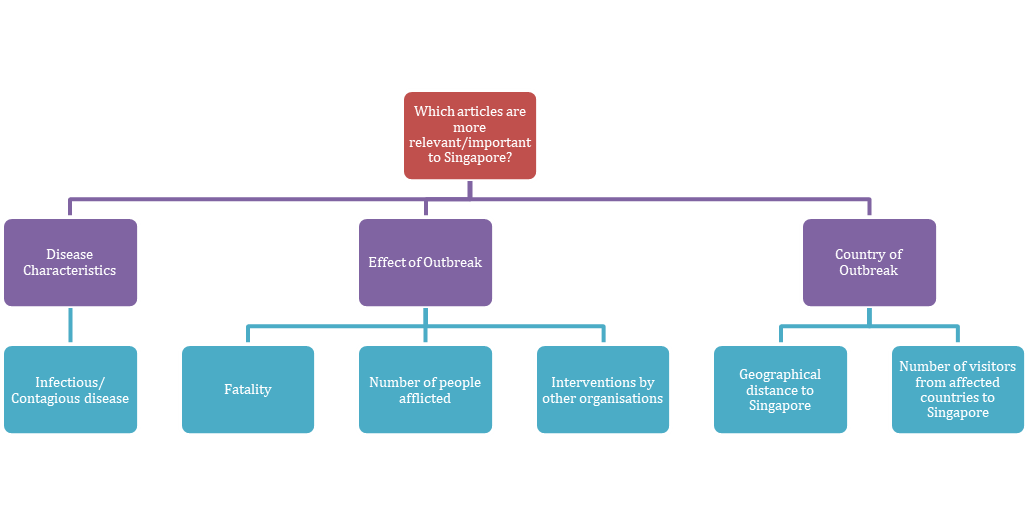 Which articles are
more
relevant/important
to Singapore?
Disease
Characteristics
Effect of Outbreak
Country of
Outbreak
Infectious/
Contagious disease
Fatality
Number of people
afflicted
Interventions by
other organisations
Geographical
distance to
Singapore
Number of visitors
from affected
countries to
Singapore